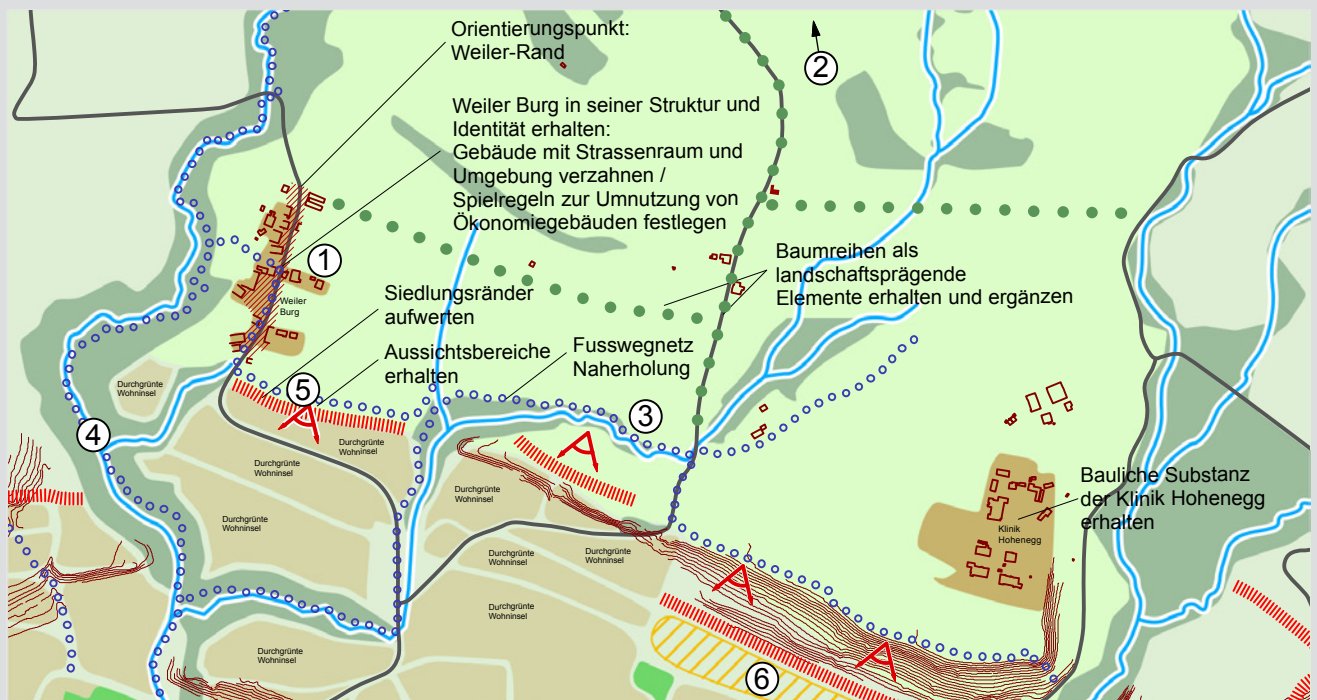 Orientierungspunkt:
Weiler-Rand
2
Weiler Burg in seiner Struktur und
Identität erhalten:
Gebäude mit Strassenraum und
Umgebung verzahnen /
Spielregeln zur Umnutzung von
Ökonomiegebäuden festlegen
1
Weiler
Burg
Baumreihen als
landschaftsprägende
Elemente erhalten und ergänzen
Siedlungsränder
aufwerten
Aussichtsbereiche
erhalten
Fusswegnetz
Naherholung
Durchgrünte
Wohninsel
5
3
4
Durchgrünte
Wohninsel
Durchgrünte
Wohninsel
Durchgrünte
Wohninsel
Durchgrünte
Wohninsel
Bauliche Substanz
der Klinik Hohenegg
erhalten
Klinik
Hohenegg
Durchgrünte
Wohninsel
Durchgrünte
Wohninsel
Durchgrünte
Wohninsel
Durchgrünte
Wohninsel
6